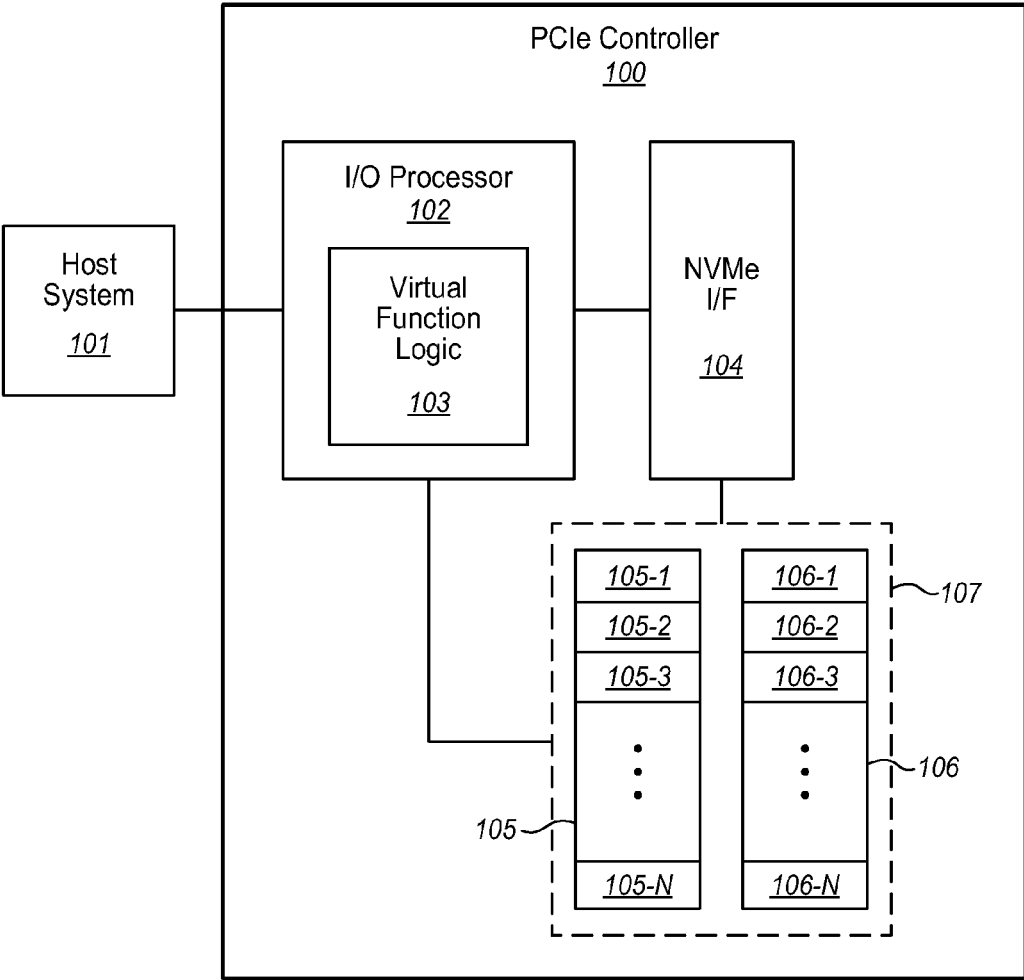 PCIe Controller
100
I/O Processor
102
Virtual
Function
Logic
103
NVMe
I/F
104
Host
System
101
105-1
105-2
105-3
105-N
106-1
106-2
106-3
106-N
107
106
105